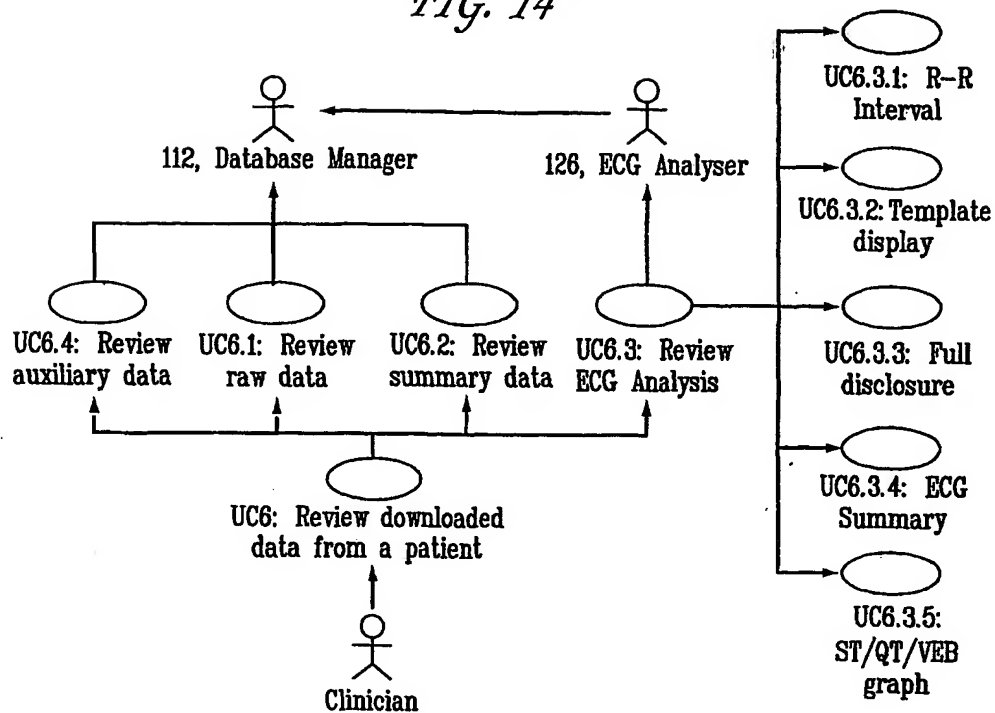 FIG. 14
UC6.3.1: R-R
Interval
112, Database Manager
126, ECG Analyser
UC6.3.2: Template
display
UC6.4: Review
auxiliary data
UC6.1: Review
raw data
UC6.2: Review
summary data
UC6.3: Review
ECG Analysis
UC6.3.3: Full
disclosure
UC6.3.4: ECG
Summary
UC6: Review downloaded
data from a patient
UC6.3.5:
ST/QT/VEB
graph
Clinician